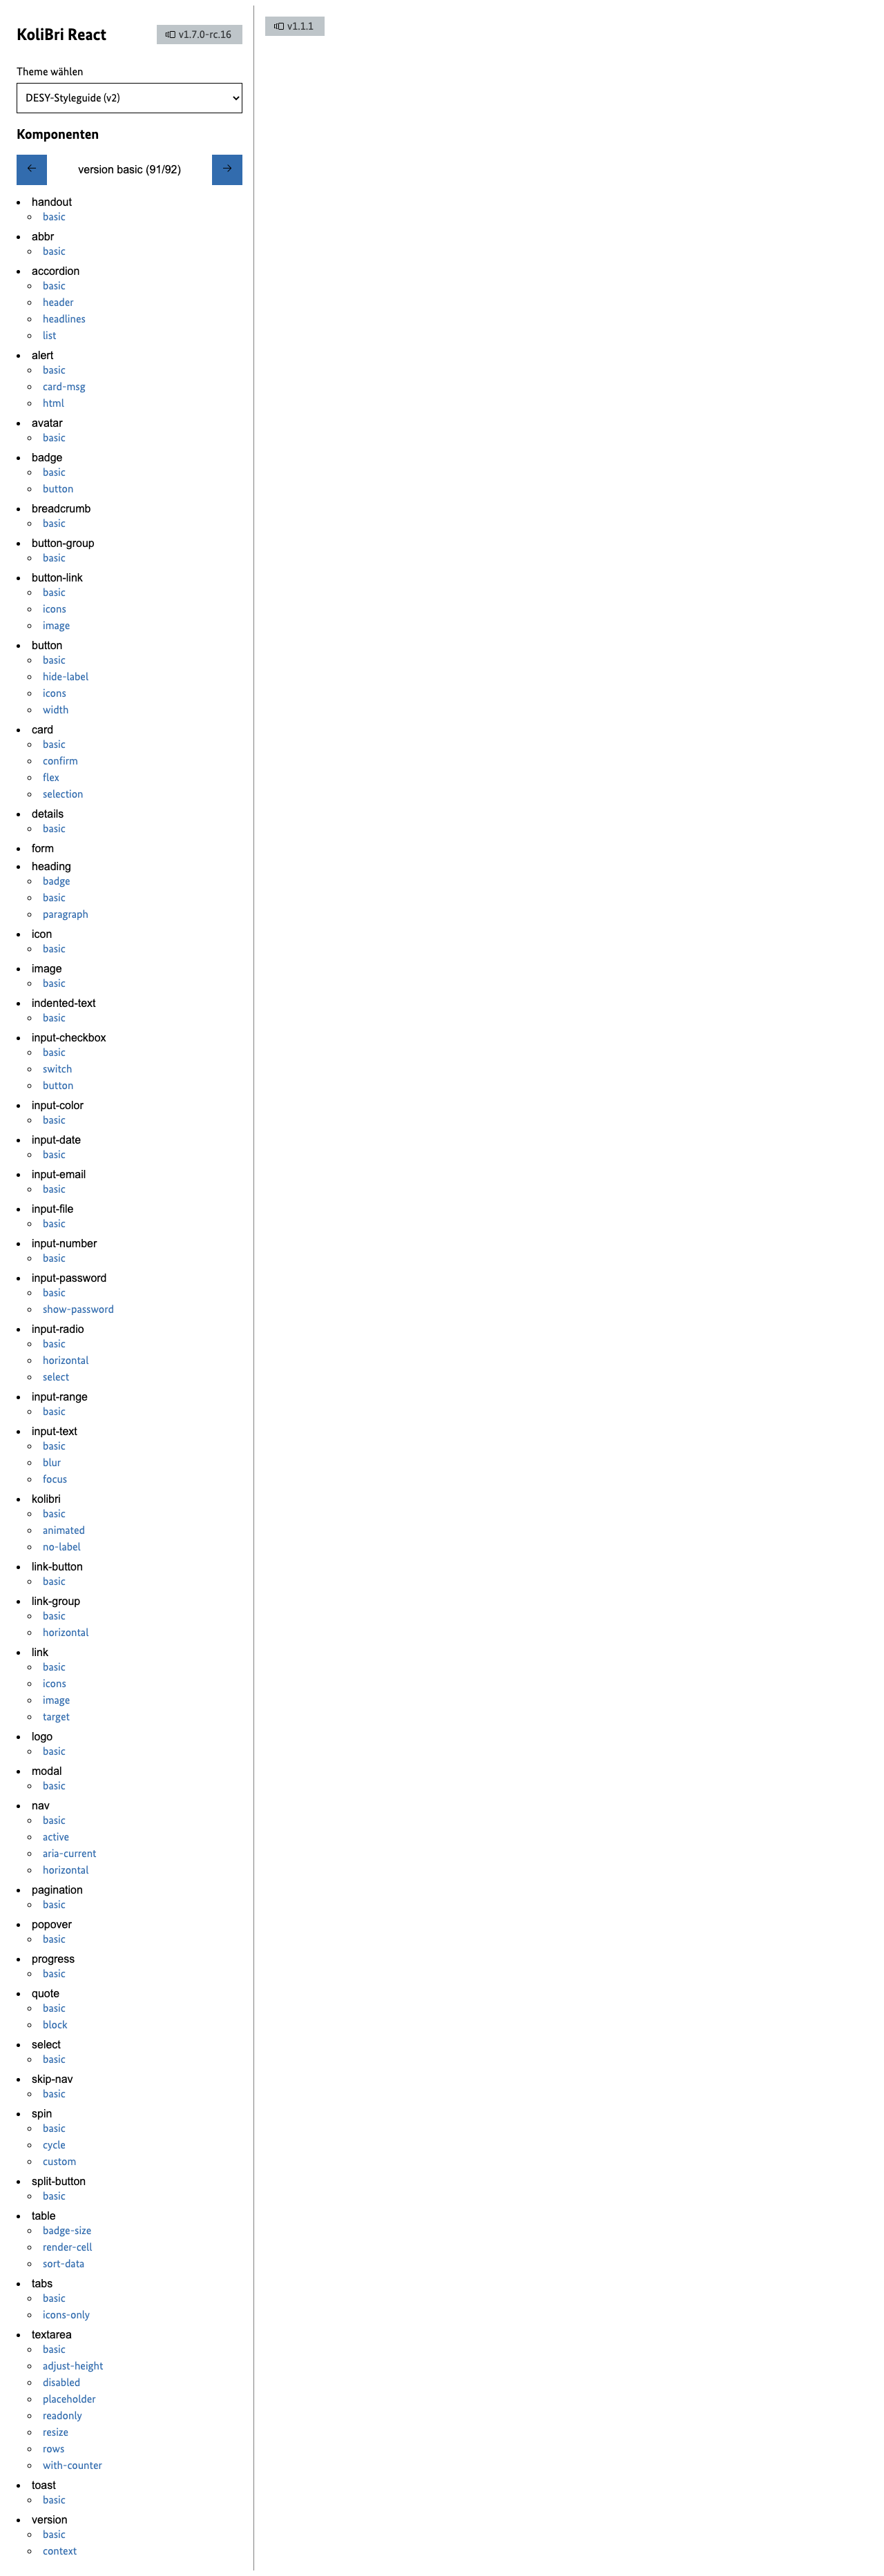 KoliBri React
v1.7.0-rc.16
v1.1.1
Theme wählen
DESY-Styleguide (v2)
Komponenten
version basic (91/92)
handout
basic
abbr
basic
accordion
basic
header
headlines
list
alert
basic
card-msg
html
avatar
basic
badge
basic
button
breadcrumb
basic
button-group
basic
button-link
basic
icons
image
button
basic
hide-label
icons
width
card
basic
confirm
flex
selection
details
basic
form
heading
badge
basic
paragraph
icon
basic
image
basic
indented-text
basic
input-checkbox
basic
switch
button
input-color
basic
input-date
basic
input-email
basic
input-file
basic
input-number
basic
input-password
basic
show-password
input-radio
basic
horizontal
select
input-range
basic
input-text
basic
blur
focus
kolibri
basic
animated
no-label
link-button
basic
link-group
basic
horizontal
link
basic
icons
image
target
logo
basic
modal
basic
nav
basic
active
aria-current
horizontal
pagination
basic
popover
basic
progress
basic
quote
basic
block
select
basic
skip-nav
basic
spin
basic
cycle
custom
split-button
basic
table
badge-size
render-cell
sort-data
tabs
basic
icons-only
textarea
basic
adjust-height
disabled
placeholder
readonly
resize
rows
with-counter
toast
basic
version
basic
context